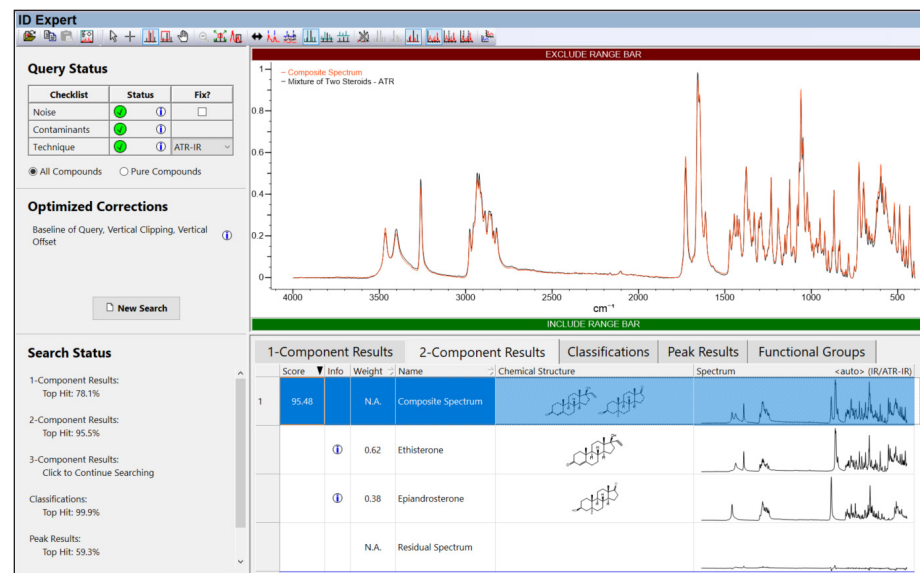 ID Expert
EXCLUDE RANGE BAR
Query Status
Checklist Status Fix?
Noise
Contaminants
Technique ATR-IR
All Compounds Pure Compounds
Optimized Corrections
Baseline of Query, Vertical Clipping, Vertical
Offset
New Search
Composite Spectrum
Mixture of Two Steroids - ATR
1
0.8
0.6
0.4
0.2
0
4000 3500 3000 2500 2000 1500 1000 500
cm⁻¹
INCLUDE RANGE BAR
Search Status
1-Component Results:
Top Hit: 78.1%
2-Component Results:
Top Hit: 95.5%
3-Component Results:
Click to Continue Searching
Classifications:
Top Hit: 99.9%
Peak Results:
Top Hit: 59.3%
1-Component Results 2-Component Results Classifications Peak Results Functional Groups
Score Info Weight Name Chemical Structure Spectrum <auto> (IR/ATR-IR)
1 95.48 N.A. Composite Spectrum
0.62 Ethisterone
0.38 Epiandrosterone
N.A. Residual Spectrum